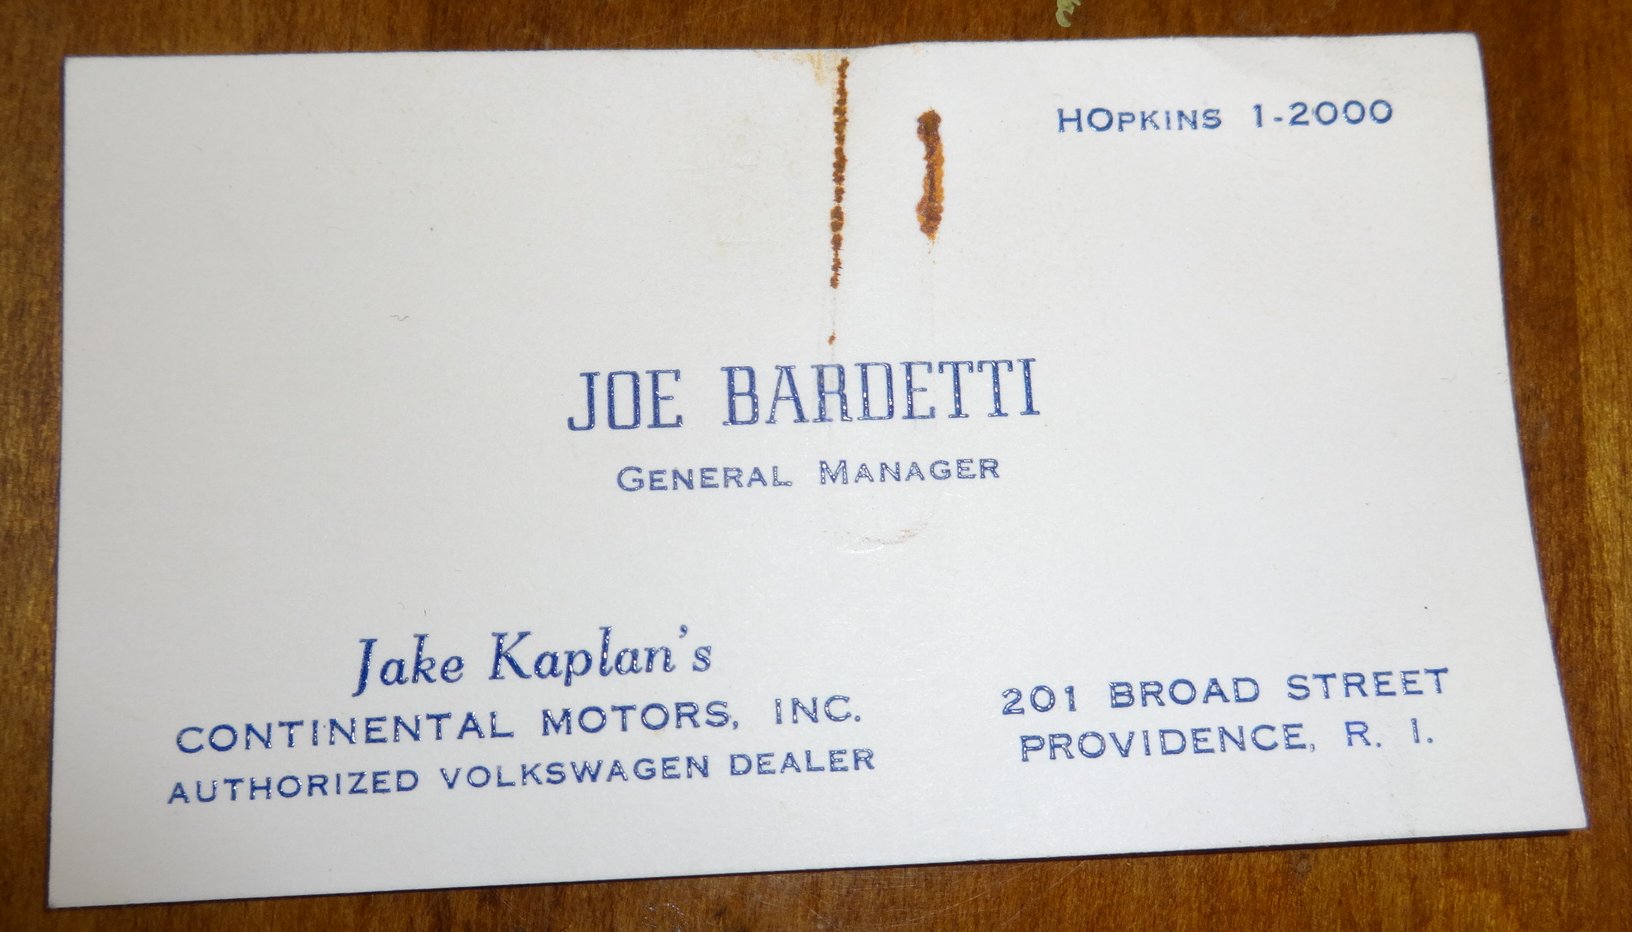 HOPKINS 1-2000
JOE BARDETTI
GENERAL MANAGER
Jake Kaplan's
CONTINENTAL MOTORS, INC.
AUTHORIZED VOLKSWAGEN DEALER
201 BROAD STREET
PROVIDENCE, R. I.